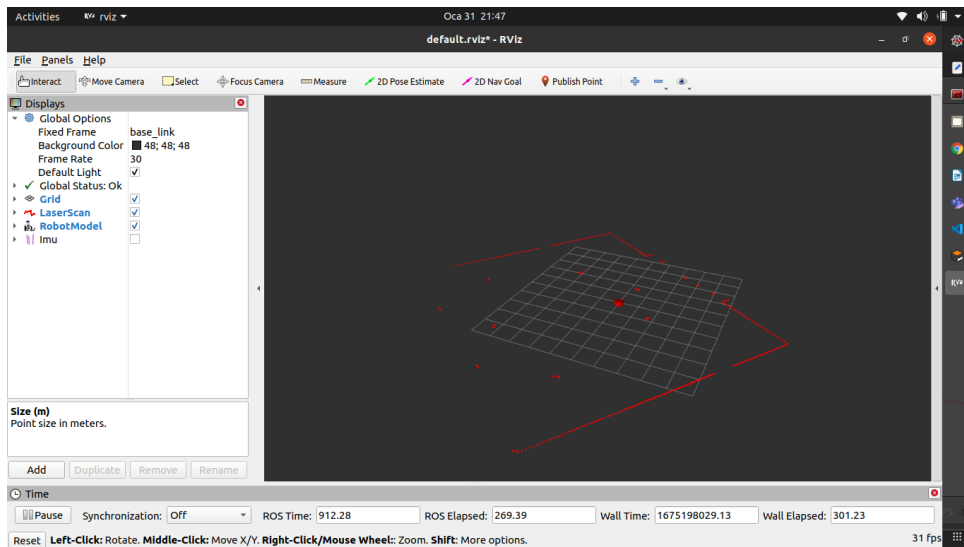 Activities RViz rviz Oca 31 21:47
default.rviz* - RViz
File Panels Help
Interact Move Camera Select Focus Camera Measure 2D Pose Estimate 2D Nav Goal Publish Point
Displays
Global Options
Fixed Frame base_link
Background Color 48; 48; 48
Frame Rate 30
Default Light
Global Status: Ok
Grid
LaserScan
RobotModel
Imu
Size (m)
Point size in meters.
Add Duplicate Remove Rename
Time
Pause Synchronization: Off ROS Time: 912.28 ROS Elapsed: 269.39 Wall Time: 1675198029.13 Wall Elapsed: 301.23
Reset Left-Click: Rotate. Middle-Click: Move X/Y. Right-Click/Mouse Wheel:: Zoom. Shift: More options. 31 fps